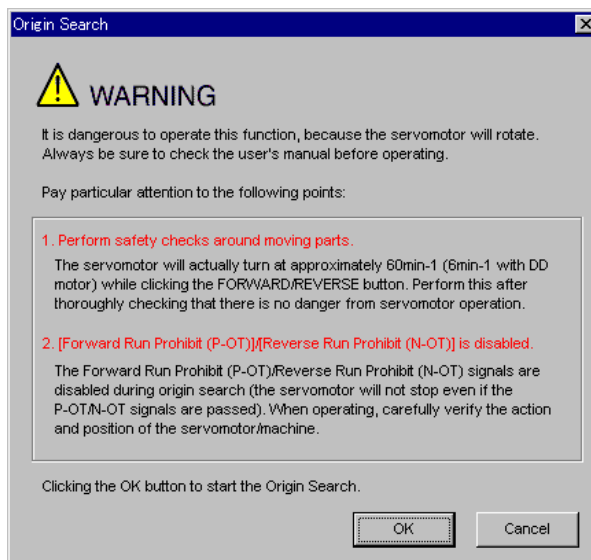 Origin Search
WARNING
It is dangerous to operate this function, because the servomotor will rotate.
Always be sure to check the user's manual before operating.
Pay particular attention to the following points:
1. Perform safety checks around moving parts.
The servomotor will actually turn at approximately 60min-1 (6min-1 with DD
motor) while clicking the FORWARD/REVERSE button. Perform this after
thoroughly checking that there is no danger from servomotor operation.
2. [Forward Run Prohibit (P-OT)]/[Reverse Run Prohibit (N-OT)] is disabled.
The Forward Run Prohibit (P-OT)/Reverse Run Prohibit (N-OT) signals are
disabled during origin search (the servomotor will not stop even if the
P-OT/N-OT signals are passed). When operating, carefully verify the action
and position of the servomotor/machine.
Clicking the OK button to start the Origin Search.
OK
Cancel